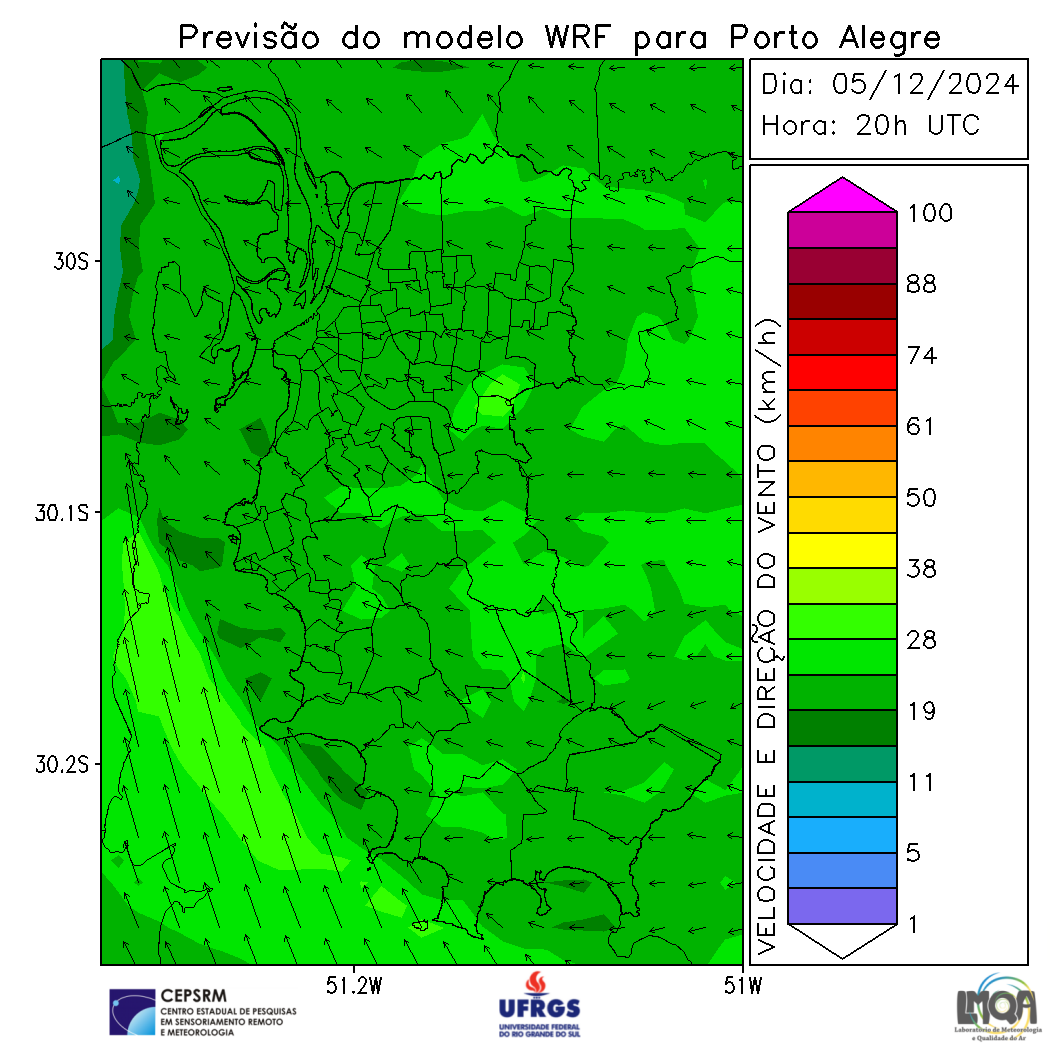 Previsão do modelo WRF para Porto Alegre
Dia: 05/12/2024
Hora: 20h UTC
30S
30.1S
30.2S
51.2W
51W
VELOCIDADE E DIREÇÃO DO VENTO (km/h)
100
88
74
61
50
38
28
19
11
5
1
CEPSRM
CENTRO ESTADUAL DE PESQUISAS
EM SENSORIAMENTO REMOTO
E METEOROLOGIA
UFRGS
UNIVERSIDADE FEDERAL
DO RIO GRANDE DO SUL
LMQA
Laboratório de Meteorologia
e Qualidade do Ar